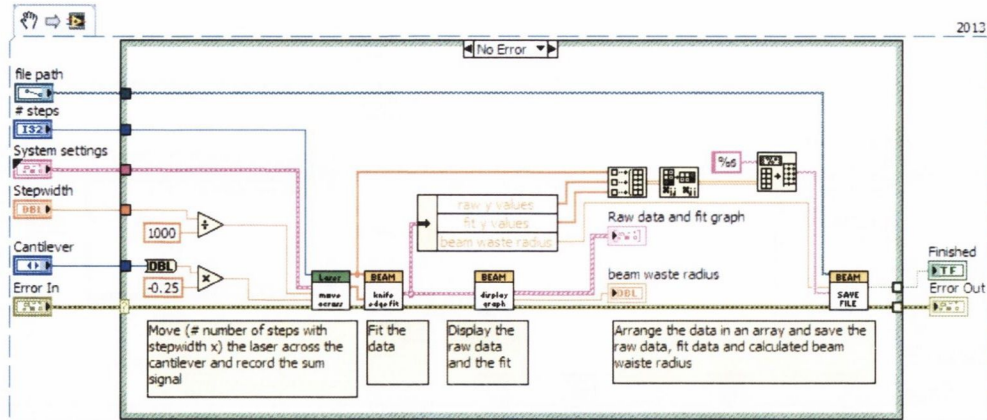 2013
No Error
file path
# steps
I32
System settings
Stepwidth
DBL
1000
Cantilever
DBL
-0.25
Error In
%s
raw y values
fit y values
beam waste radius
Raw data and fit graph
beam waste radius
DBL
Finished
TF
Error Out
Laser
move
across
BEAM
knife
edge fit
BEAM
display
graph
BEAM
SAVE
FILE
Move (# number of steps with
stepwidth x) the laser across the
cantilever and record the sum
signal
Fit the
data
Display the
raw data
and the fit
Arrange the data in an array and save the
raw data, fit data and calculated beam
waiste radius